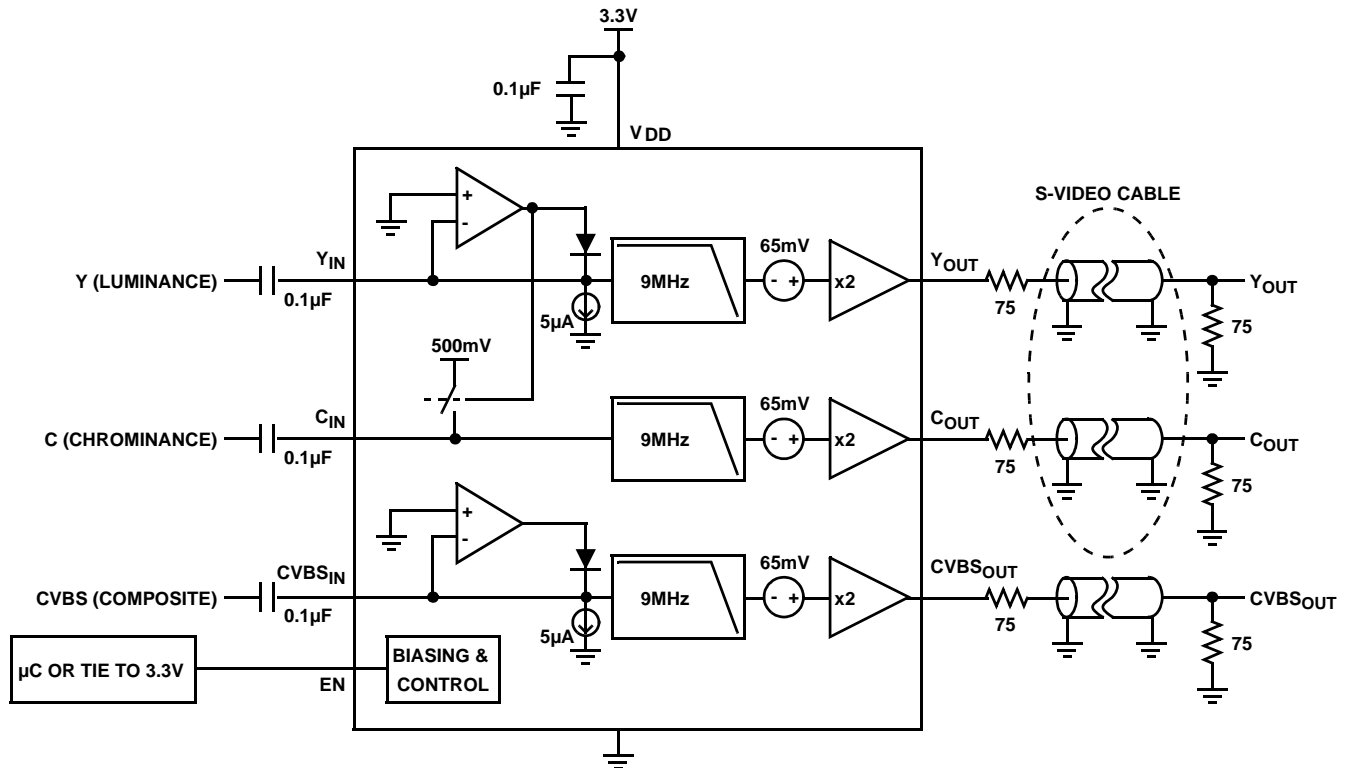 3.3V
0.1µF
VDD
S-VIDEO CABLE
+
-
YIN
Y (LUMINANCE)
0.1µF
9MHz
65mV
- +
x2
YOUT
75
YOUT
75
5µA
500mV
CIN
C (CHROMINANCE)
0.1µF
9MHz
65mV
- +
x2
COUT
75
COUT
75
+
-
CVBSIN
CVBS (COMPOSITE)
0.1µF
9MHz
65mV
- +
x2
CVBSOUT
75
CVBSOUT
75
5µA
µC OR TIE TO 3.3V
EN
BIASING &
CONTROL